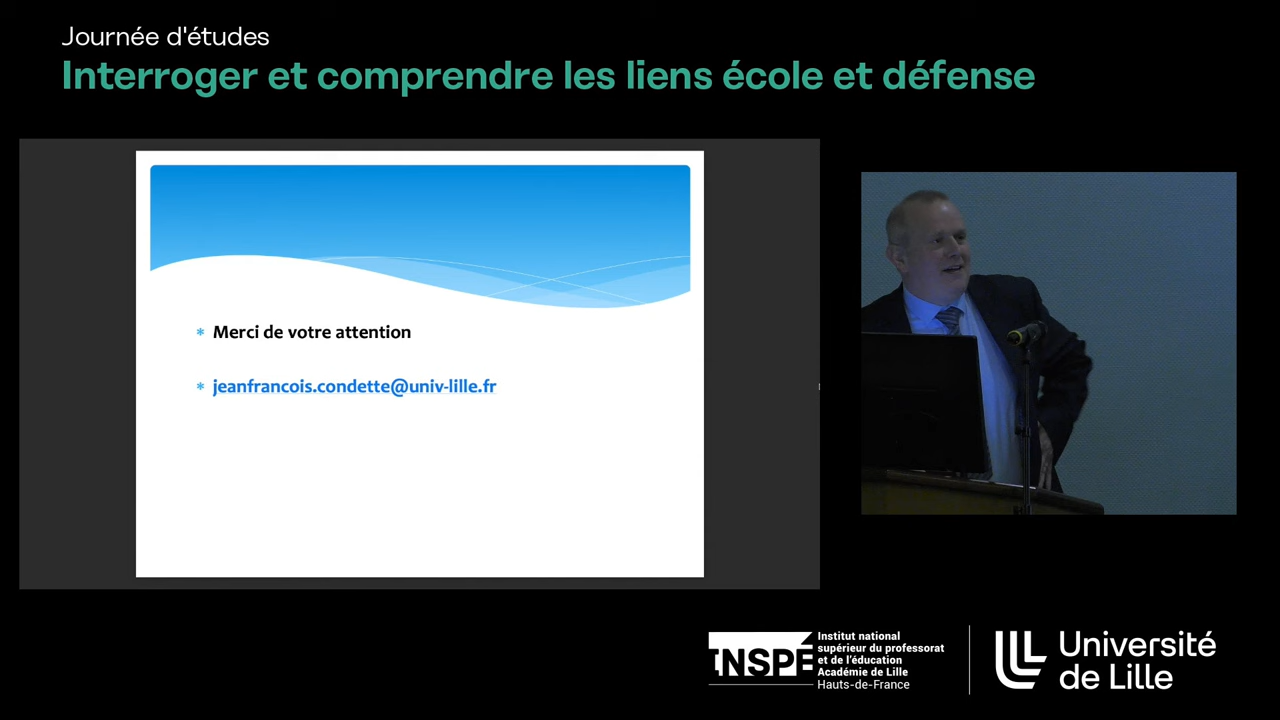 Journée d'études
Interroger et comprendre les liens école et défense
* Merci de votre attention
* jeanfrancois.condette@univ-lille.fr
INSPÉ
Institut national
supérieur du professorat
et de l'éducation
Académie de Lille
Hauts-de-France
Université
de Lille